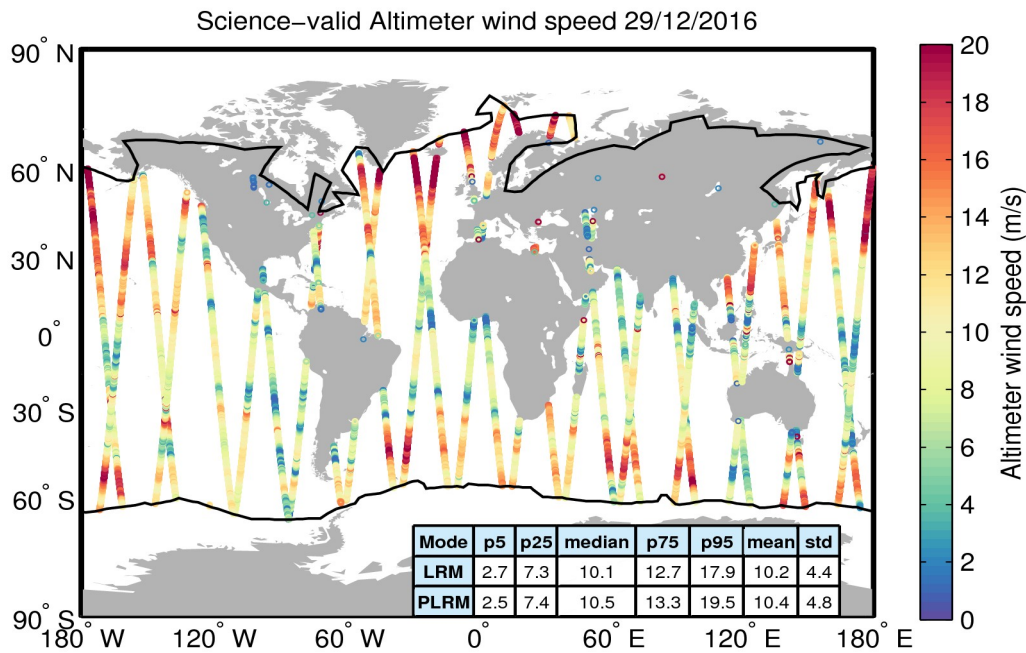 Science-valid Altimeter wind speed 29/12/2016
90° N
60° N
30° N
0°
30° S
60° S
90° S
180° W
120° W
60° W
0°
60° E
120° E
180° E
Mode p5 p25 median p75 p95 mean std
LRM 2.7 7.3 10.1 12.7 17.9 10.2 4.4
PLRM 2.5 7.4 10.5 13.3 19.5 10.4 4.8
20
18
16
14
12
10
8
6
4
2
0
Altimeter wind speed (m/s)